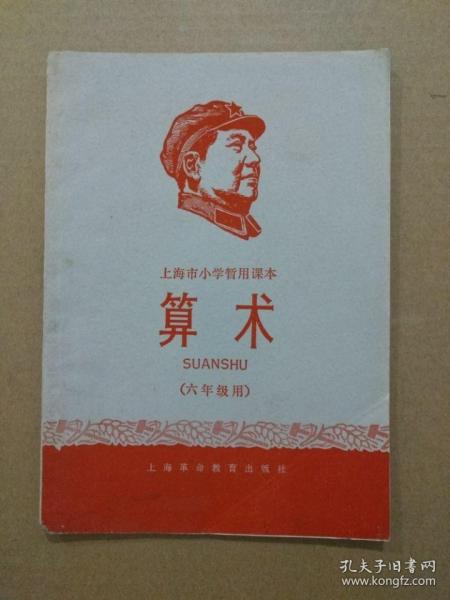 上海市小学暂用课本
算术
SUANSHU
(六年级用)
上海革命教育出版社
孔夫子旧书网
www.kongfz.com